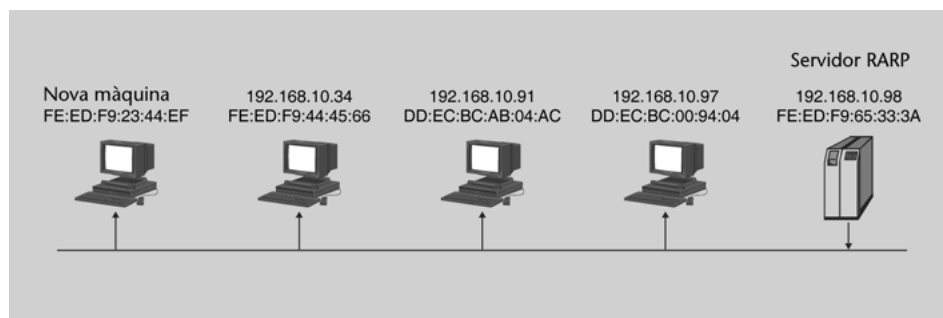 Servidor RARP
Nova màquina
FE:ED:F9:23:44:EF
192.168.10.34
FE:ED:F9:44:45:66
192.168.10.91
DD:EC:BC:AB:04:AC
192.168.10.97
DD:EC:BC:00:94:04
192.168.10.98
FE:ED:F9:65:33:3A